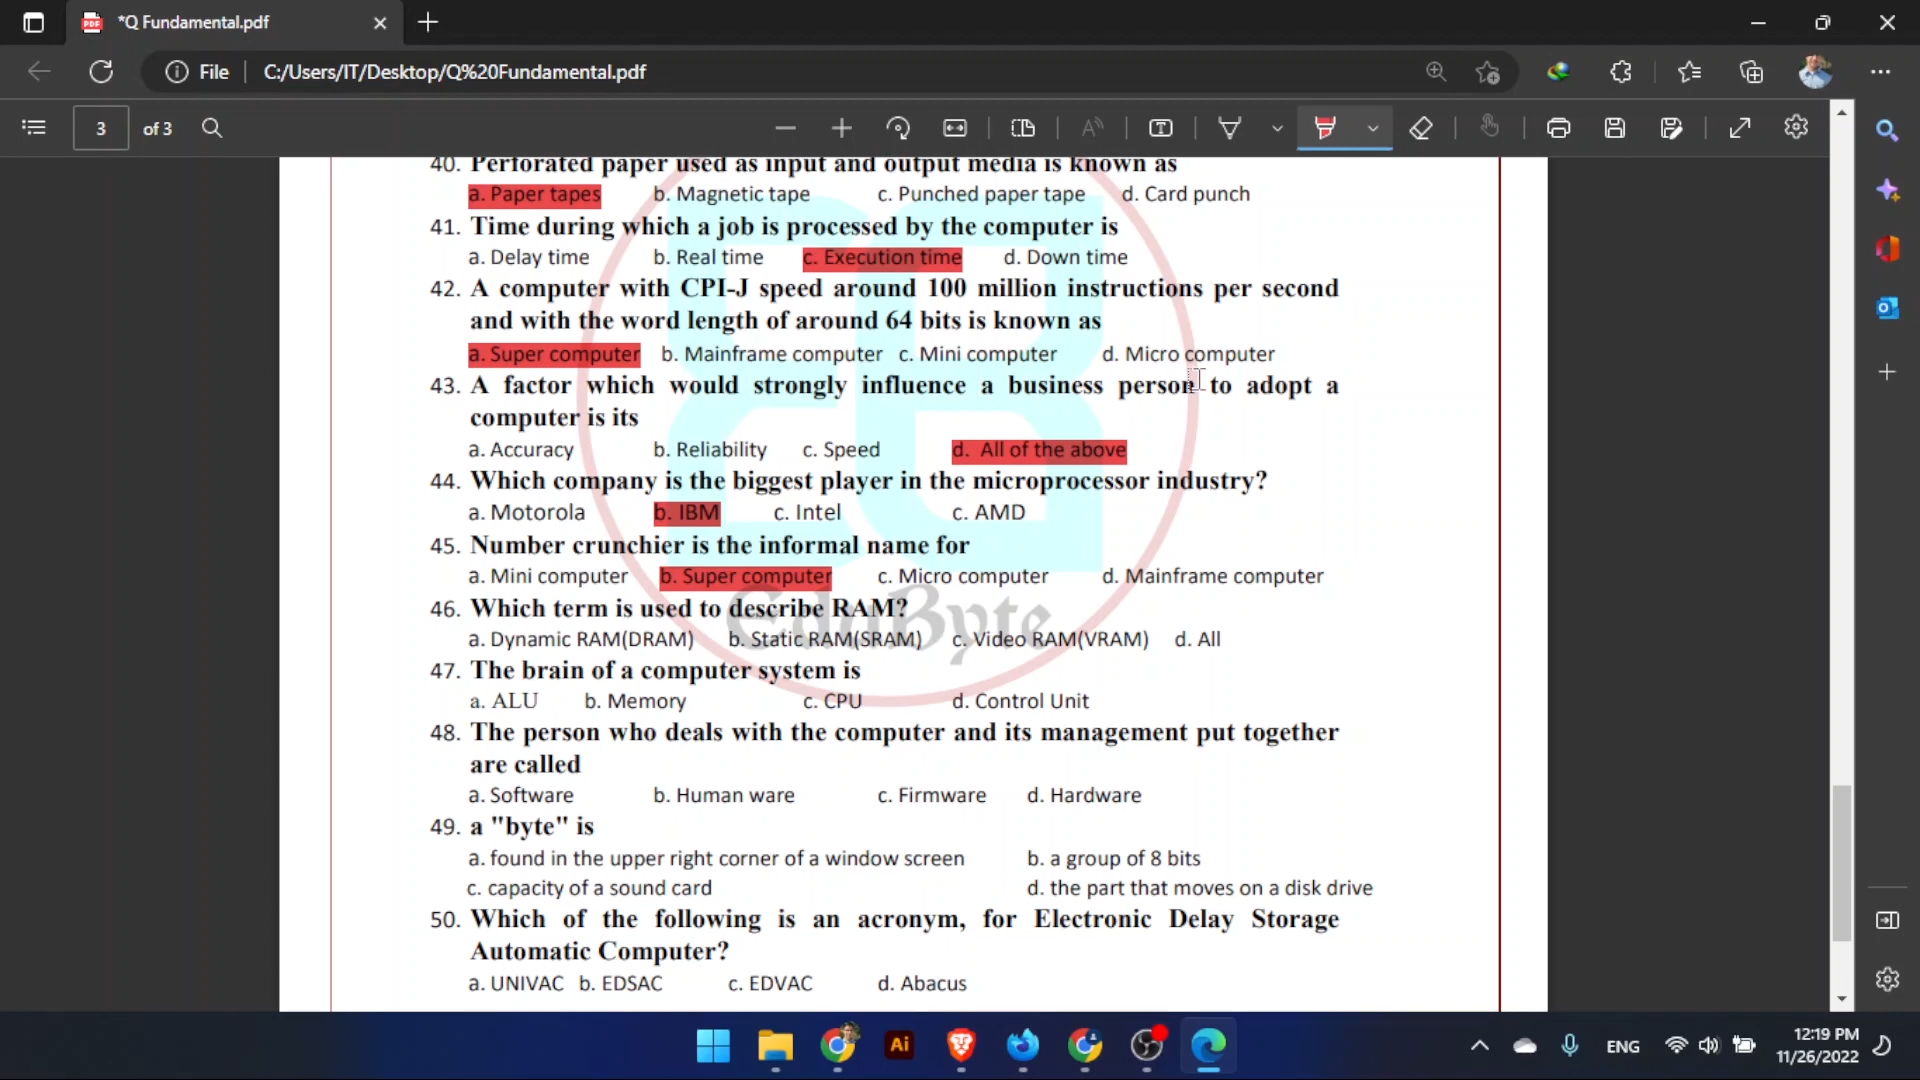 *Q Fundamental.pdf
File C:/Users/IT/Desktop/Q%20Fundamental.pdf
3 of 3
40. Perforated paper used as input and output media is known as
a. Paper tapes b. Magnetic tape c. Punched paper tape d. Card punch
41. Time during which a job is processed by the computer is
a. Delay time b. Real time c. Execution time d. Down time
42. A computer with CPI-J speed around 100 million instructions per second
and with the word length of around 64 bits is known as
a. Super computer b. Mainframe computer c. Mini computer d. Micro computer
43. A factor which would strongly influence a business person to adopt a
computer is its
a. Accuracy b. Reliability c. Speed d. All of the above
44. Which company is the biggest player in the microprocessor industry?
a. Motorola b. IBM c. Intel c. AMD
45. Number crunchier is the informal name for
a. Mini computer b. Super computer c. Micro computer d. Mainframe computer
EduByte
46. Which term is used to describe RAM?
a. Dynamic RAM(DRAM) b. Static RAM(SRAM) c. Video RAM(VRAM) d. All
47. The brain of a computer system is
a. ALU b. Memory c. CPU d. Control Unit
48. The person who deals with the computer and its management put together
are called
a. Software b. Human ware c. Firmware d. Hardware
49. a "byte" is
a. found in the upper right corner of a window screen b. a group of 8 bits
c. capacity of a sound card d. the part that moves on a disk drive
50. Which of the following is an acronym, for Electronic Delay Storage
Automatic Computer?
a. UNIVAC b. EDSAC c. EDVAC d. Abacus
Ai
ENG
12:19 PM
11/26/2022